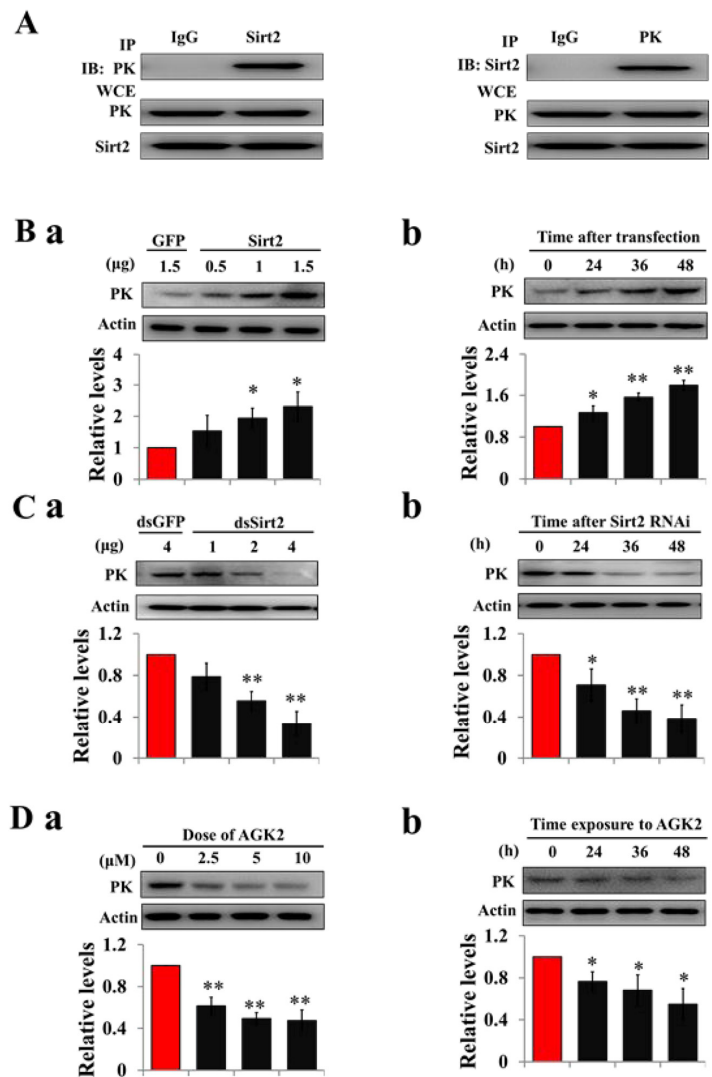 A
IgG Sirt2
IP
IB: PK
WCE
PK
Sirt2
IgG PK
IP
IB: Sirt2
WCE
PK
Sirt2
B a
GFP Sirt2
(μg) 1.5 0.5 1 1.5
PK
Actin
Relative levels
4
3
2
1
0
* *
b
Time after transfection
(h) 0 24 36 48
PK
Actin
Relative levels
2.4
1.6
0.8
0
* ** **
C a
dsGFP dsSirt2
(μg) 4 1 2 4
PK
Actin
Relative levels
1.2
0.8
0.4
0
** **
b
Time after Sirt2 RNAi
(h) 0 24 36 48
PK
Actin
Relative levels
1.2
0.8
0.4
0
* ** **
D a
Dose of AGK2
(μM) 0 2.5 5 10
PK
Actin
Relative levels
1.2
0.8
0.4
0
** ** **
b
Time exposure to AGK2
(h) 0 24 36 48
PK
Actin
Relative levels
1.2
0.8
0.4
0
* * *